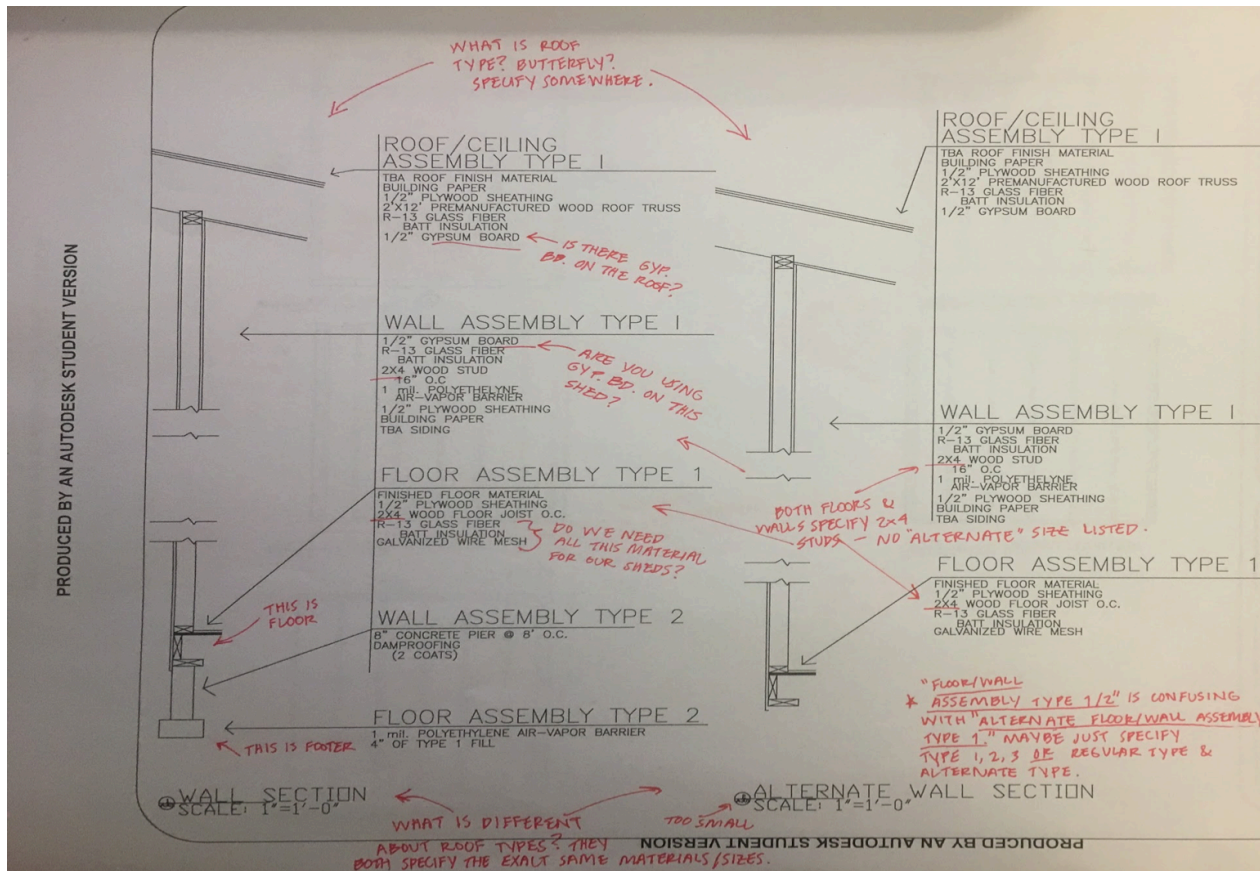 WHAT IS ROOF
TYPE? BUTTERFLY?
SPECIFY SOMEWHERE.
PRODUCED BY AN AUTODESK STUDENT VERSION
ROOF/CEILING
ASSEMBLY TYPE I
TBA ROOF FINISH MATERIAL
BUILDING PAPER
1/2" PLYWOOD SHEATHING
2'X12' PREMANUFACTURED WOOD ROOF TRUSS
R-13 GLASS FIBER
BATT INSULATION
1/2" GYPSUM BOARD
IS THERE GYP.
BD. ON THE ROOF?
WALL ASSEMBLY TYPE I
1/2" GYPSUM BOARD
R-13 GLASS FIBER
BATT INSULATION
2X4 WOOD STUD
16" O.C
1 mil. POLYETHELYNE
AIR-VAPOR BARRIER
1/2" PLYWOOD SHEATHING
BUILDING PAPER
TBA SIDING
ARE YOU USING
GYP. BD. ON THIS
SHED?
FLOOR ASSEMBLY TYPE 1
FINISHED FLOOR MATERIAL
1/2" PLYWOOD SHEATHING
2X4 WOOD FLOOR JOIST O.C.
R-13 GLASS FIBER
BATT INSULATION
GALVANIZED WIRE MESH
DO WE NEED
ALL THIS MATERIAL
FOR OUR SHEDS?
THIS IS
FLOOR
WALL ASSEMBLY TYPE 2
8" CONCRETE PIER @ 8' O.C.
DAMPROOFING
(2 COATS)
FLOOR ASSEMBLY TYPE 2
1 mil. POLYETHYLENE AIR-VAPOR BARRIER
4" OF TYPE 1 FILL
THIS IS FOOTER
WALL SECTION
SCALE: 1"=1'-0"
WHAT IS DIFFERENT
ABOUT ROOF TYPES? THEY
BOTH SPECIFY THE EXALT SAME MATERIALS/SIZES.
ROOF/CEILING
ASSEMBLY TYPE I
TBA ROOF FINISH MATERIAL
BUILDING PAPER
1/2" PLYWOOD SHEATHING
2'X12' PREMANUFACTURED WOOD ROOF TRUSS
R-13 GLASS FIBER
BATT INSULATION
1/2" GYPSUM BOARD
WALL ASSEMBLY TYPE I
1/2" GYPSUM BOARD
R-13 GLASS FIBER
BATT INSULATION
2X4 WOOD STUD
16" O.C
1 mil. POLYETHELYNE
AIR-VAPOR BARRIER
1/2" PLYWOOD SHEATHING
BUILDING PAPER
TBA SIDING
BOTH FLOORS &
WALLS SPECIFY 2X4
STUDS — NO "ALTERNATE" SIZE LISTED.
FLOOR ASSEMBLY TYPE 1
FINISHED FLOOR MATERIAL
1/2" PLYWOOD SHEATHING
2X4 WOOD FLOOR JOIST O.C.
R-13 GLASS FIBER
BATT INSULATION
GALVANIZED WIRE MESH
"FLOOR/WALL
* ASSEMBLY TYPE 1/2" IS CONFUSING
WITH "ALTERNATE FLOOR/WALL ASSEMBLY
TYPE 1." MAYBE JUST SPECIFY
TYPE 1, 2, 3 OR REGULAR TYPE &
ALTERNATE TYPE.
ALTERNATE WALL SECTION
SCALE: 1"=1'-0"
TOO SMALL
PRODUCED BY AN AUTODESK STUDENT VERSION